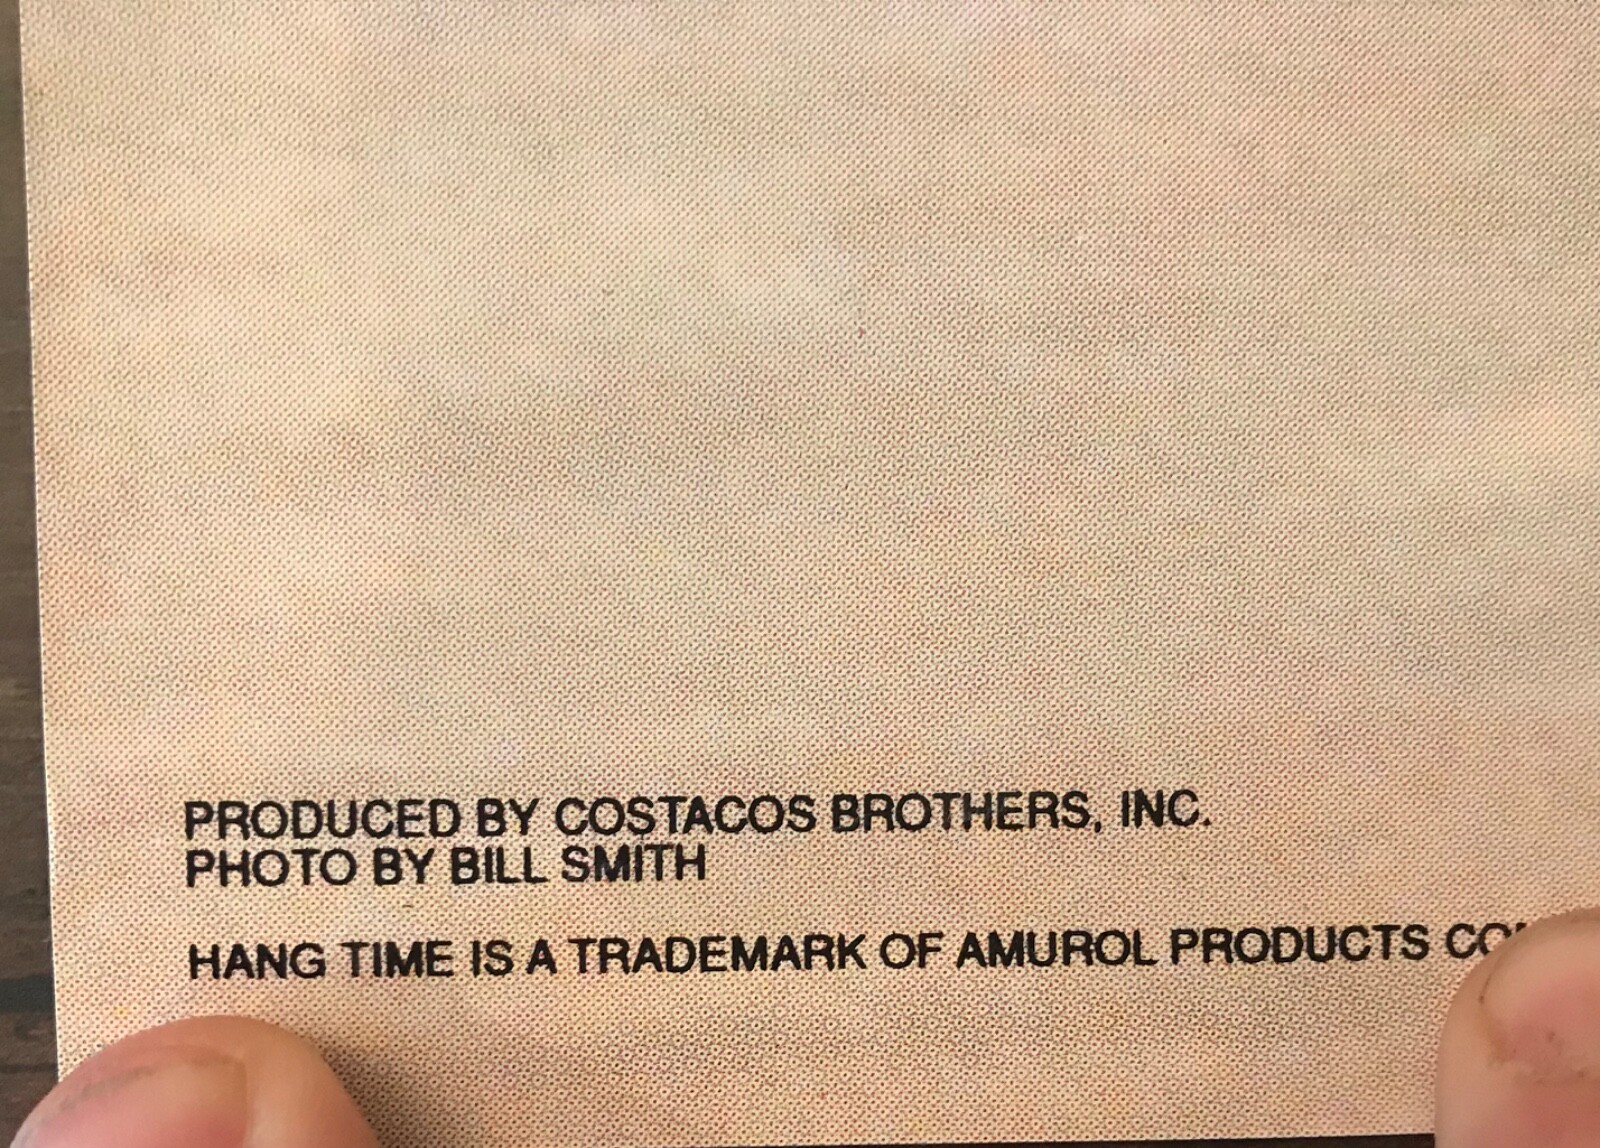 PRODUCED BY COSTACOS BROTHERS, INC.
PHOTO BY BILL SMITH
HANG TIME IS A TRADEMARK OF AMUROL PRODUCTS